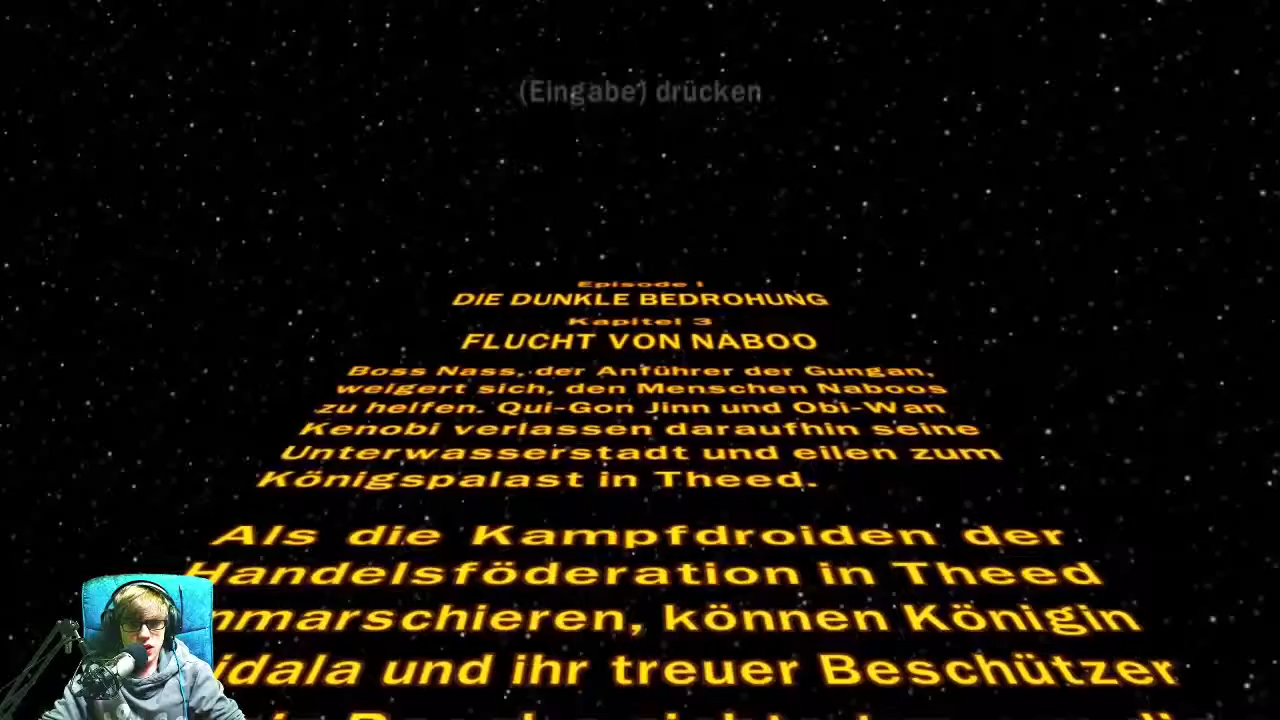 (Eingabe) drücken
Episode I
DIE DUNKLE BEDROHUNG
Kapitel 3
FLUCHT VON NABOO
Boss Nass, der Anführer der Gungan,
weigert sich, den Menschen Naboos
zu helfen. Qui-Gon Jinn und Obi-Wan
Kenobi verlassen daraufhin seine
Unterwasserstadt und eilen zum
Königspalast in Theed.
Als die Kampfdroiden der
Handelsföderation in Theed
nmarschieren, können Königin
idala und ihr treuer Beschützer